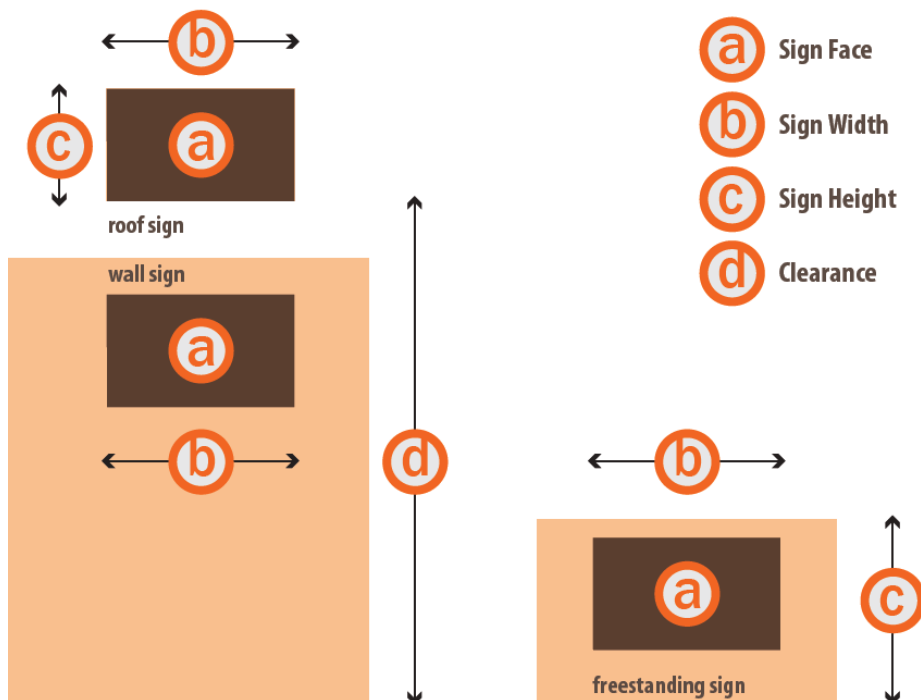 b
a Sign Face
b Sign Width
c a
c Sign Height
roof sign
d Clearance
wall sign
a
b d b
a c
freestanding sign